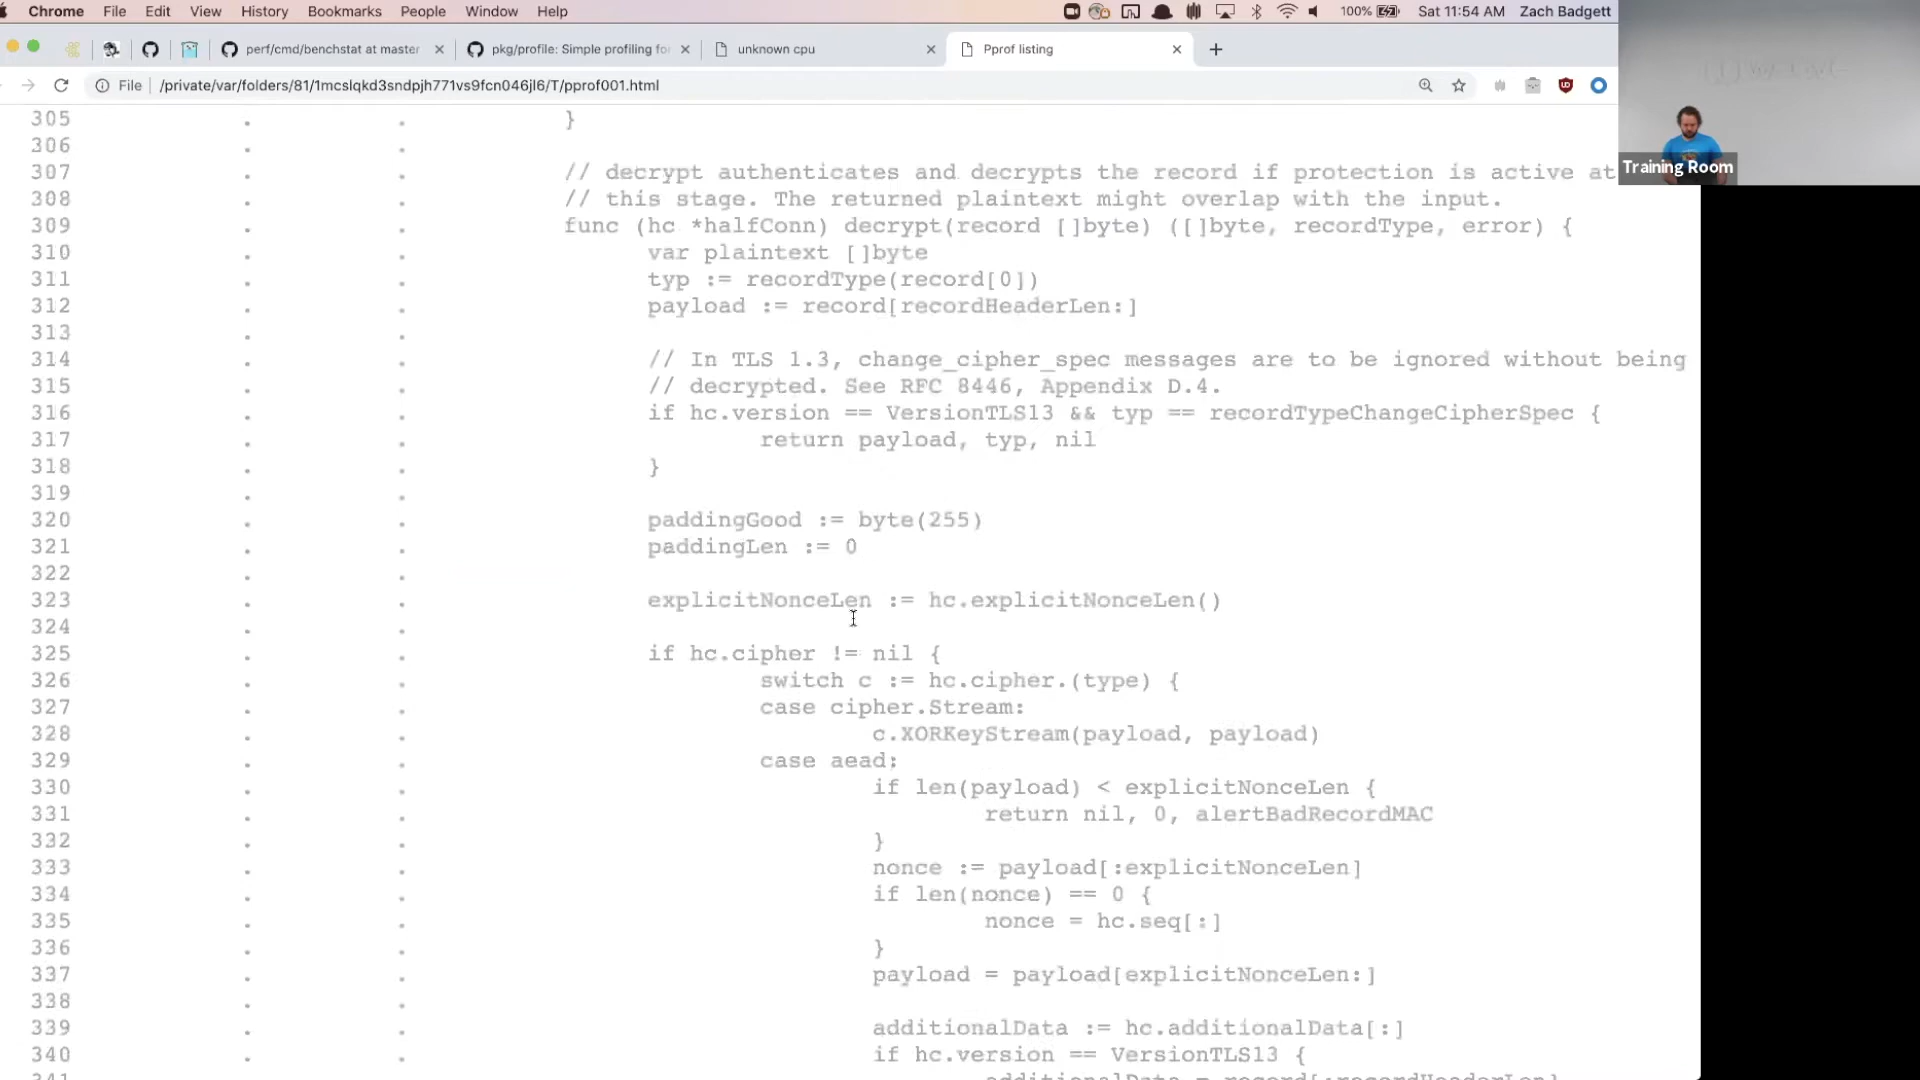 Chrome File Edit View History Bookmarks People Window Help 100% Sat 11:54 AM Zach Badgett
perf/cmd/benchstat at master × pkg/profile: Simple profiling fo × unknown cpu × Pprof listing × +
File /private/var/folders/81/1mcslqkd3sndpjh771vs9fcn046jl6/T/pprof001.html
Training Room
305 . . }
306 . .
307 . . // decrypt authenticates and decrypts the record if protection is active at
308 . . // this stage. The returned plaintext might overlap with the input.
309 . . func (hc *halfConn) decrypt(record []byte) ([]byte, recordType, error) {
310 . . var plaintext []byte
311 . . typ := recordType(record[0])
312 . . payload := record[recordHeaderLen:]
313 . .
314 . . // In TLS 1.3, change_cipher_spec messages are to be ignored without being
315 . . // decrypted. See RFC 8446, Appendix D.4.
316 . . if hc.version == VersionTLS13 && typ == recordTypeChangeCipherSpec {
317 . . return payload, typ, nil
318 . . }
319 . .
320 . . paddingGood := byte(255)
321 . . paddingLen := 0
322 . .
323 . . explicitNonceLen := hc.explicitNonceLen()
324 . .
325 . . if hc.cipher != nil {
326 . . switch c := hc.cipher.(type) {
327 . . case cipher.Stream:
328 . . c.XORKeyStream(payload, payload)
329 . . case aead:
330 . . if len(payload) < explicitNonceLen {
331 . . return nil, 0, alertBadRecordMAC
332 . . }
333 . . nonce := payload[:explicitNonceLen]
334 . . if len(nonce) == 0 {
335 . . nonce = hc.seq[:]
336 . . }
337 . . payload = payload[explicitNonceLen:]
338 . .
339 . . additionalData := hc.additionalData[:]
340 . . if hc.version == VersionTLS13 {
341 additionalData = record[:recordHeaderLen]